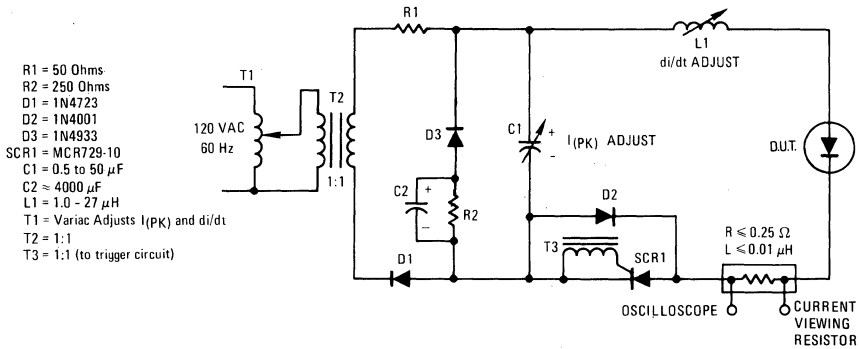 R1 = 50 Ohms
R2 = 250 Ohms
D1 = 1N4723
D2 = 1N4001
D3 = 1N4933
SCR1 = MCR729-10
C1 = 0.5 to 50 μF
C2 ≈ 4000 μF
L1 = 1.0 - 27 μH
T1 = Variac Adjusts I(PK) and di/dt
T2 = 1:1
T3 = 1:1 (to trigger circuit)
T1
120 VAC
60 Hz
T2
1:1
R1
D3
C2
+
−
R2
D1
C1
+
−
I(PK) ADJUST
L1
di/dt ADJUST
D.U.T.
D2
T3
SCR1
R ≤ 0.25 Ω
L ≤ 0.01 μH
OSCILLOSCOPE
CURRENT
VIEWING
RESISTOR